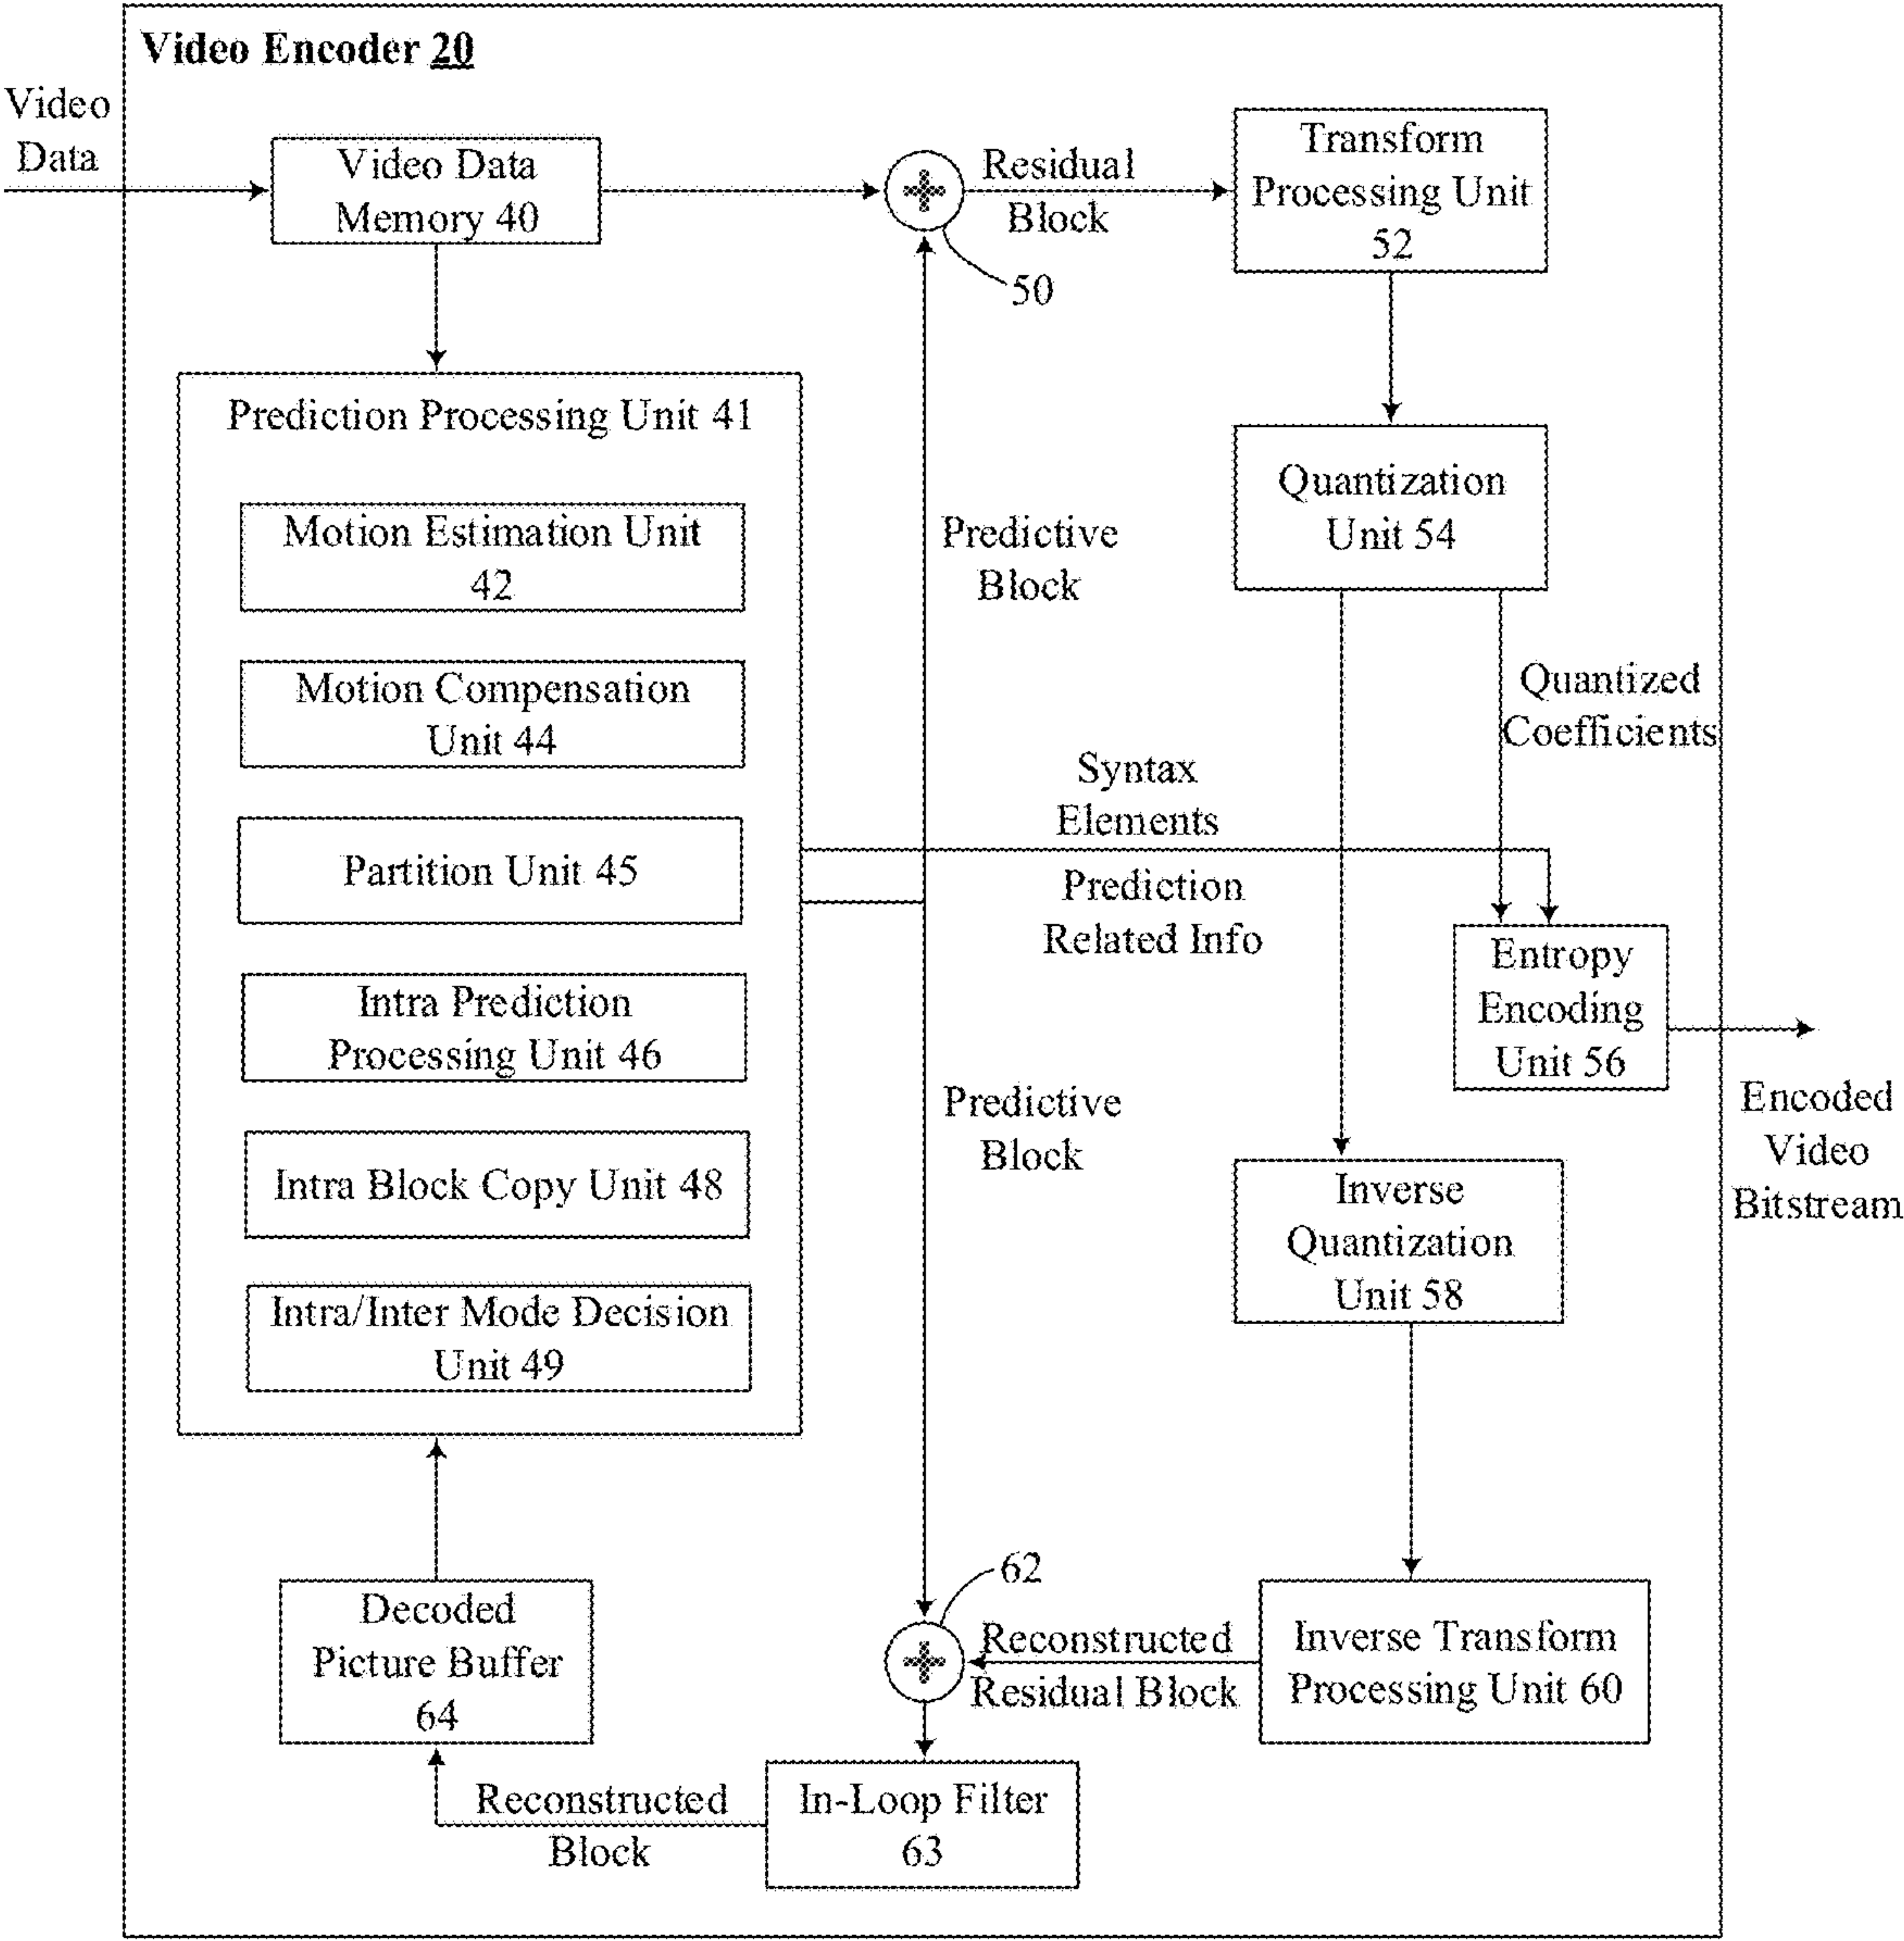 Video Encoder 20
Video
Data
Video Data
Memory 40
Residual
Block
50
Transform
Processing Unit
52
Prediction Processing Unit 41
Motion Estimation Unit
42
Motion Compensation
Unit 44
Partition Unit 45
Intra Prediction
Processing Unit 46
Intra Block Copy Unit 48
Intra/Inter Mode Decision
Unit 49
Predictive
Block
Quantization
Unit 54
Quantized
Coefficients
Syntax
Elements
Prediction
Related Info
Entropy
Encoding
Unit 56
Encoded
Video
Bitstream
Predictive
Block
Inverse
Quantization
Unit 58
62
Inverse Transform
Processing Unit 60
Reconstructed
Residual Block
Decoded
Picture Buffer
64
Reconstructed
Block
In-Loop Filter
63